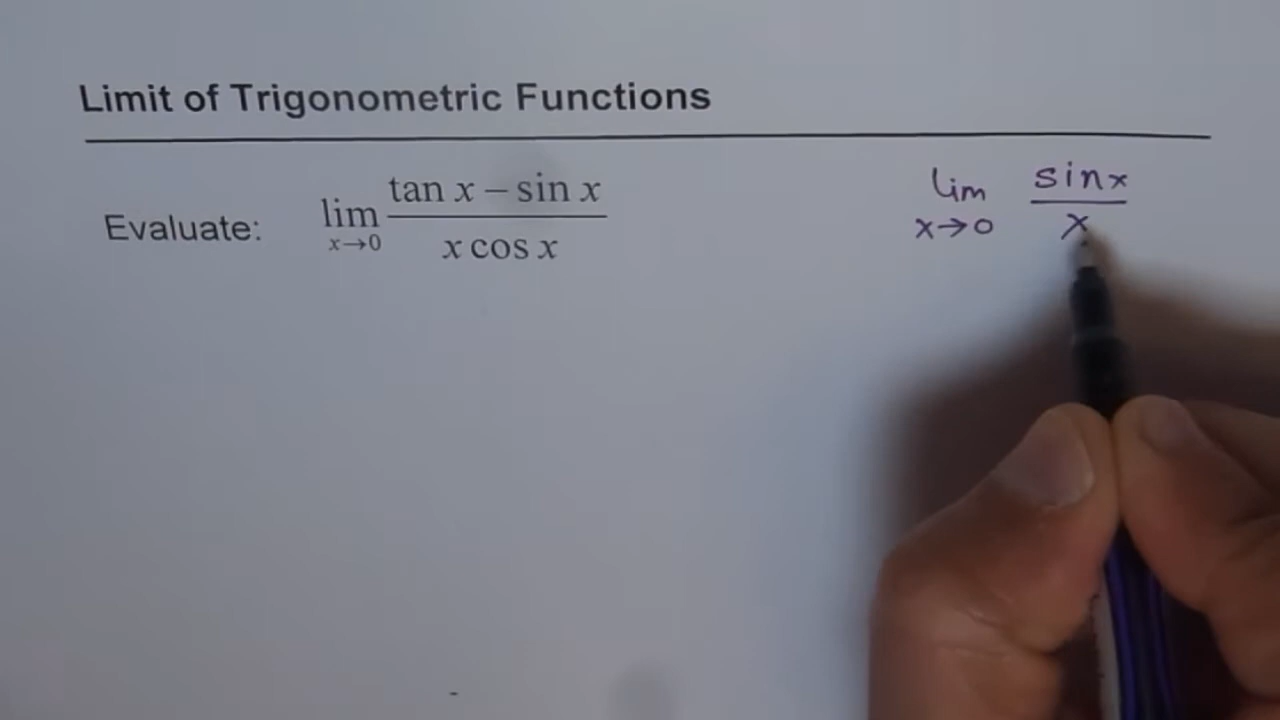 Limit of Trigonometric Functions
Evaluate: lim x→0 tan x − sin x / x cos x
lim x→0 sin x / x